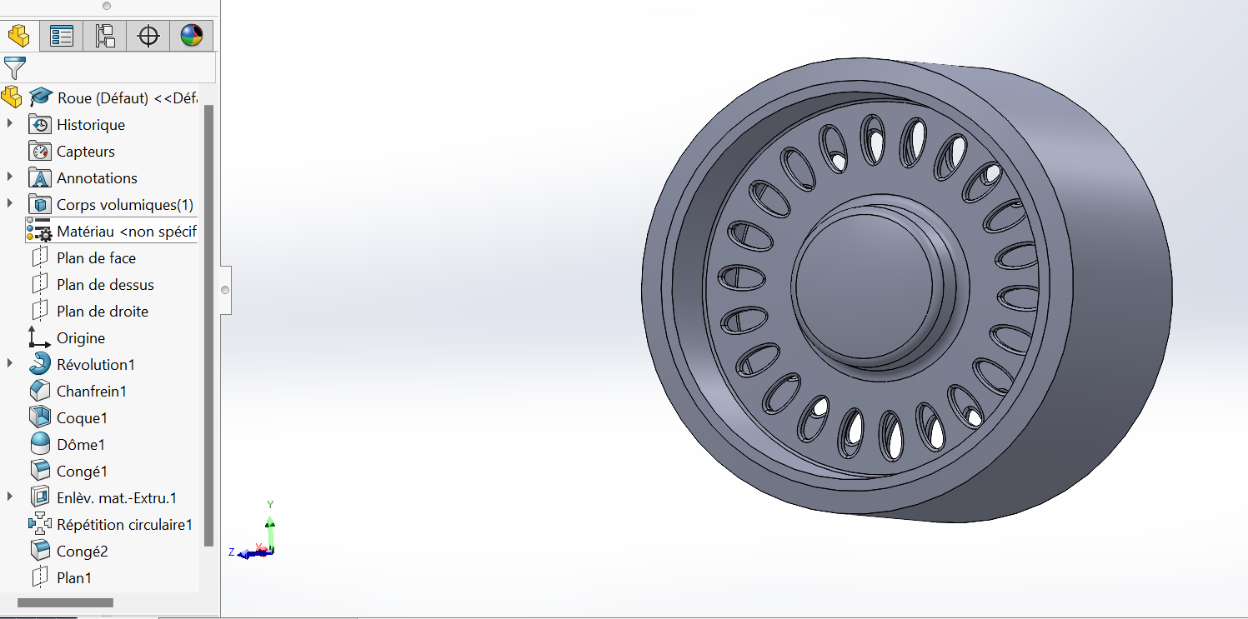 Roue (Défaut) <<Défa
Historique
Capteurs
Annotations
Corps volumiques(1)
Matériau <non spécif
Plan de face
Plan de dessus
Plan de droite
Origine
Révolution1
Chanfrein1
Coque1
Dôme1
Congé1
Enlèv. mat.-Extru.1
Répétition circulaire1
Congé2
Plan1
Y
Z
X